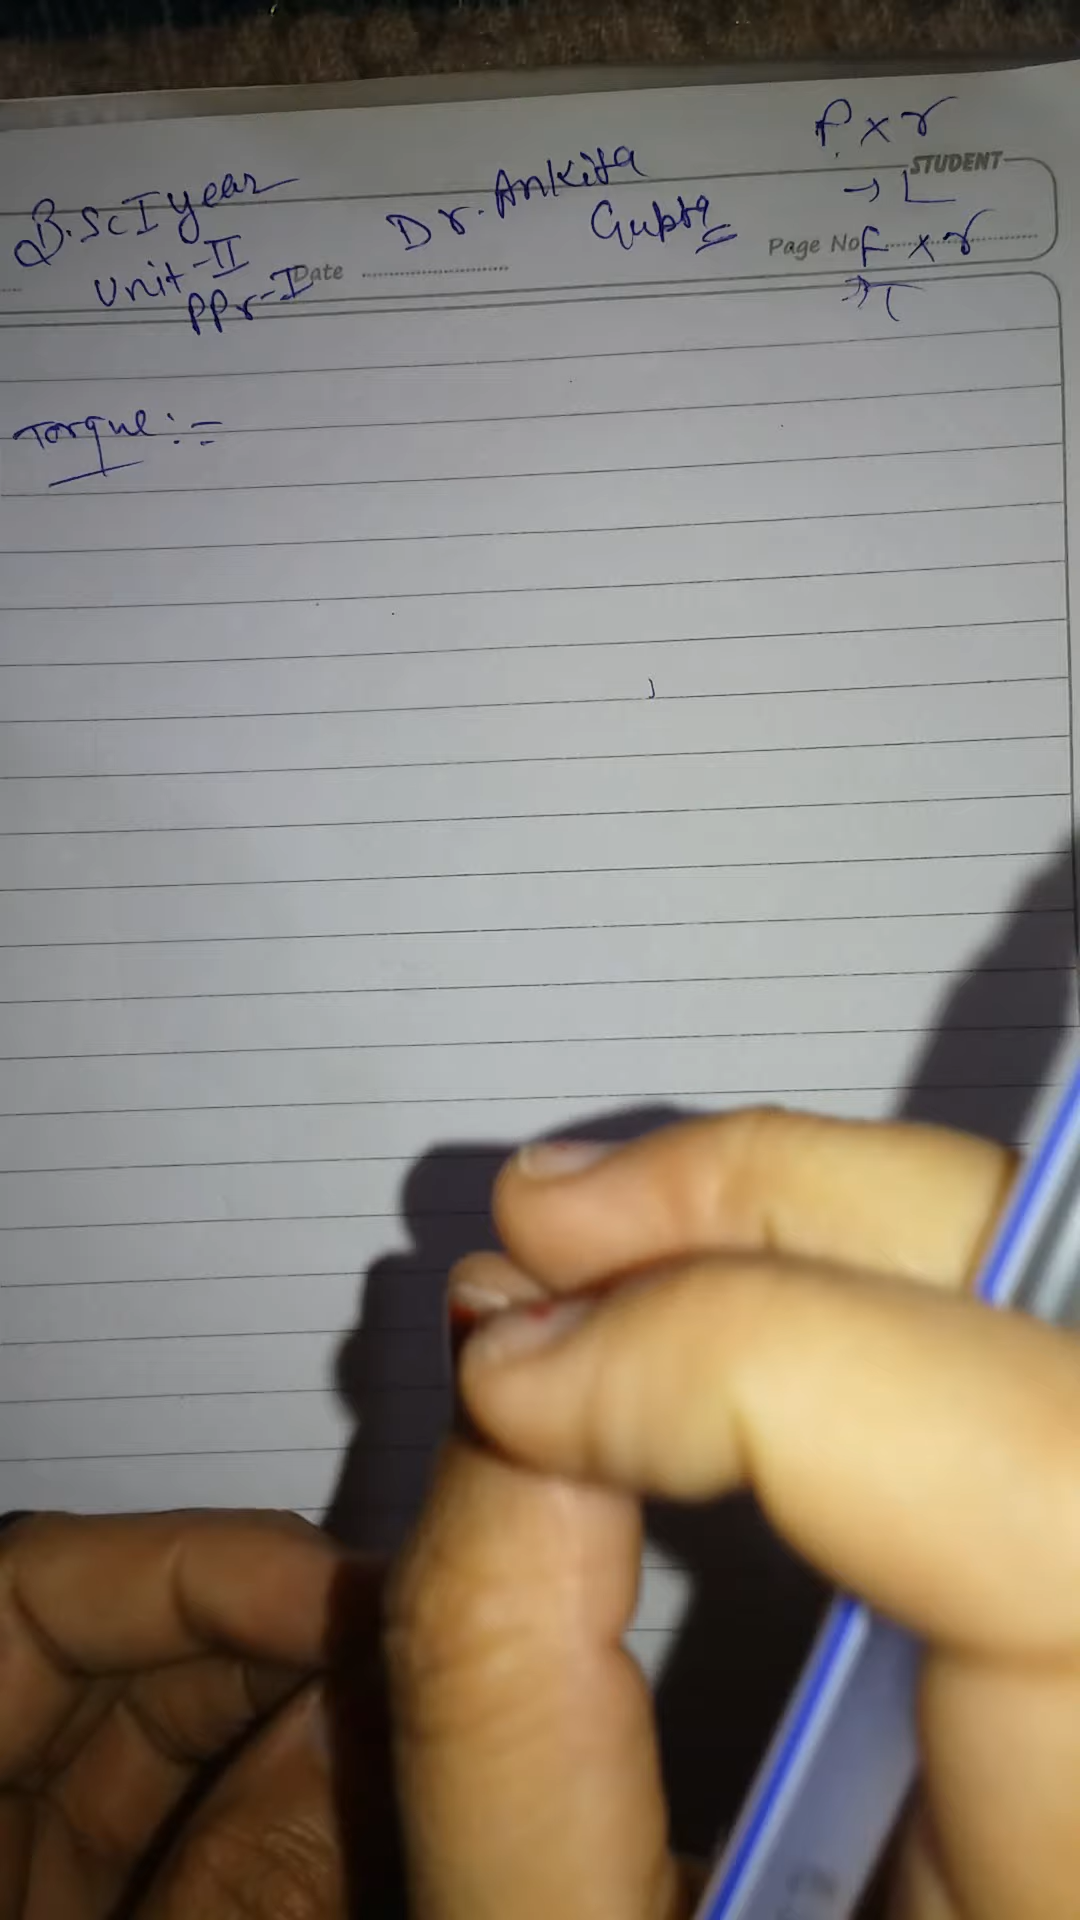 P x r
STUDENT
→ L
B.Sc I year
Dr. Ankita
Gupta
Unit-II
Page No.
F x r
Date
PPr-I
→ τ
Torque :=